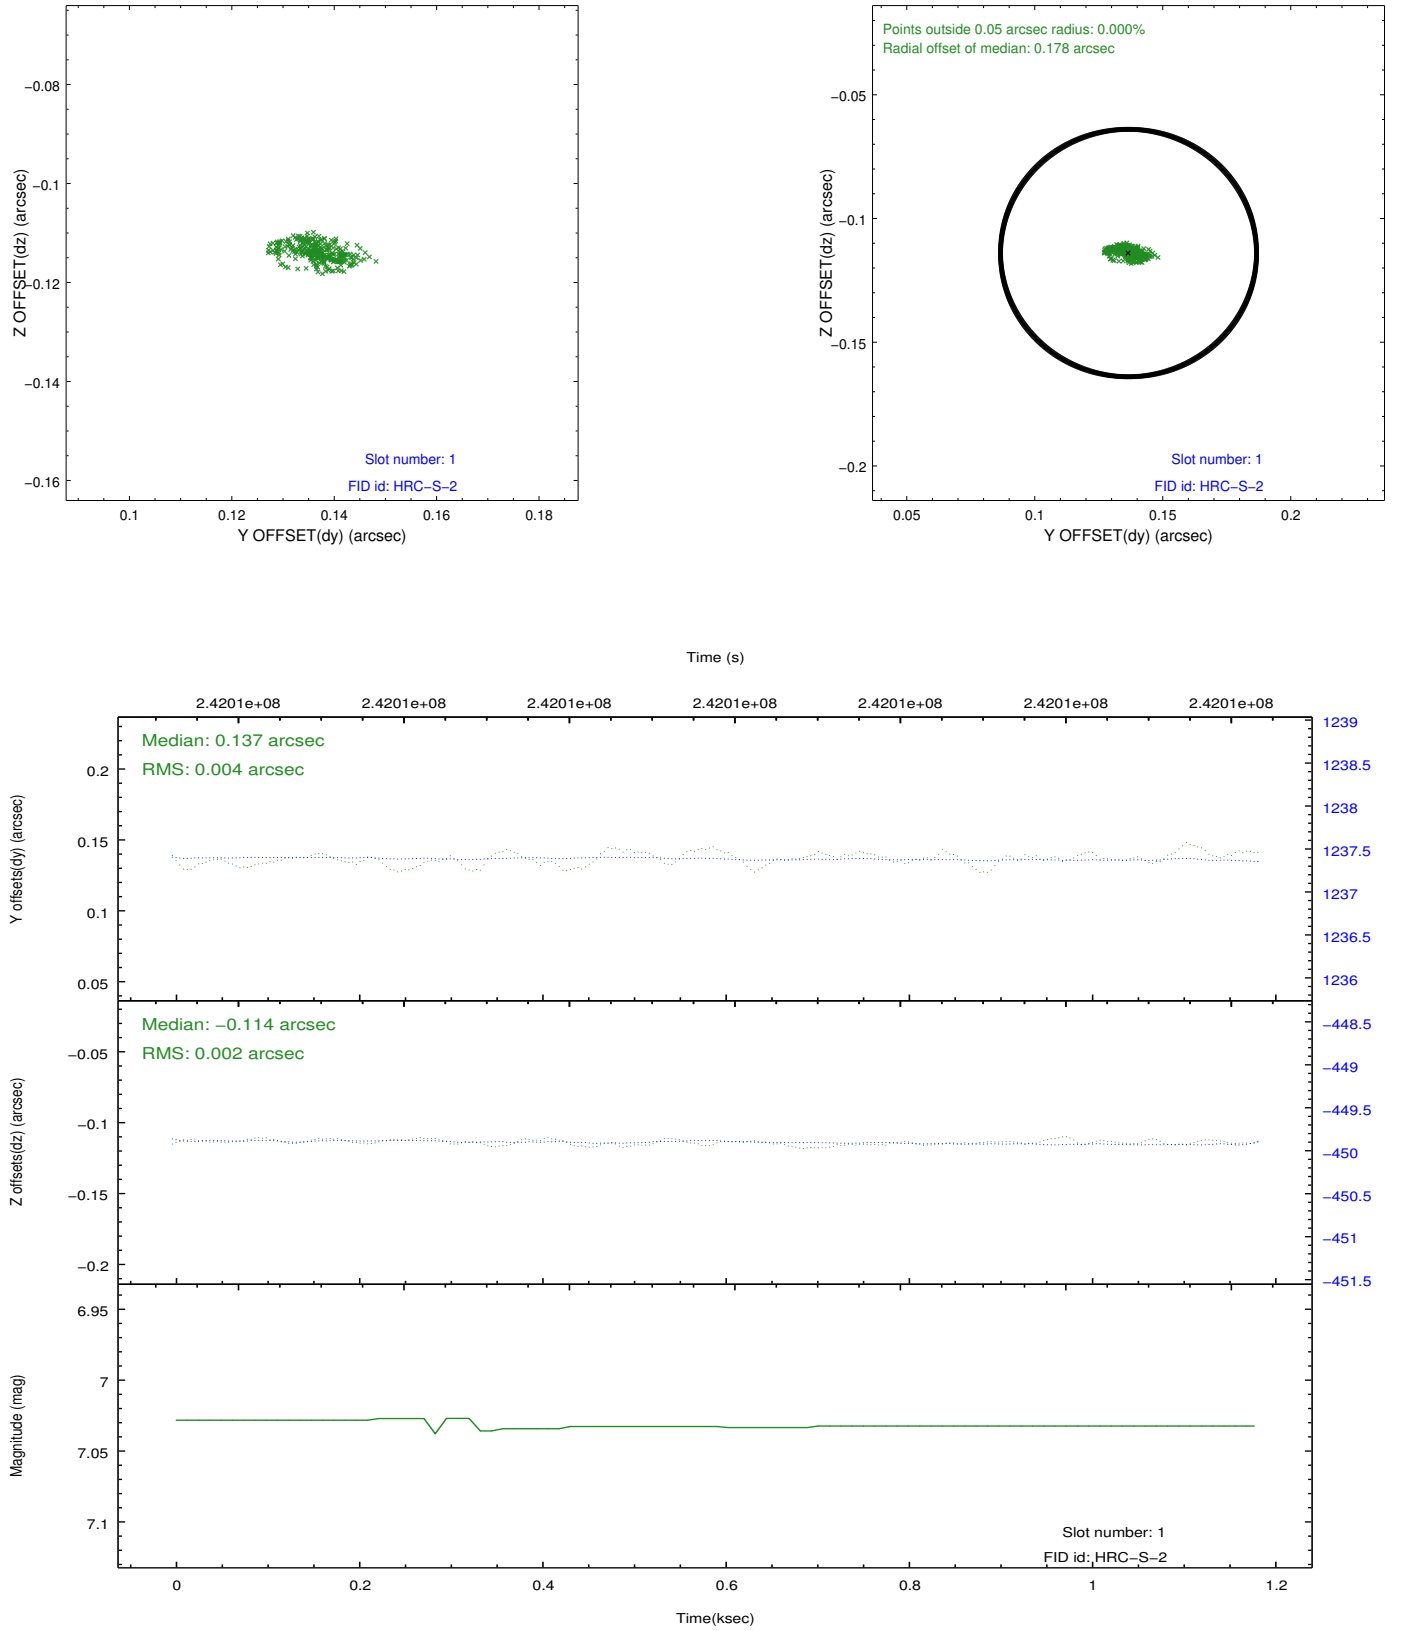 Points outside 0.05 arcsec radius: 0.000%
Radial offset of median: 0.178 arcsec
−0.08
−0.1
−0.12
−0.14
−0.16
Z OFFSET(dz) (arcsec)
Slot number: 1
FID id: HRC−S−2
0.1 0.12 0.14 0.16 0.18
Y OFFSET(dy) (arcsec)
−0.05
−0.1
−0.15
−0.2
Z OFFSET(dz) (arcsec)
Slot number: 1
FID id: HRC−S−2
0.05 0.1 0.15 0.2
Y OFFSET(dy) (arcsec)
Time (s)
2.4201e+08 2.4201e+08 2.4201e+08 2.4201e+08 2.4201e+08 2.4201e+08 2.4201e+08
Median: 0.137 arcsec
RMS: 0.004 arcsec
0.2
0.15
0.1
0.05
Y offsets(dy) (arcsec)
1239
1238.5
1238
1237.5
1237
1236.5
1236
Median: −0.114 arcsec
RMS: 0.002 arcsec
−0.05
−0.1
−0.15
−0.2
Z offsets(dz) (arcsec)
−448.5
−449
−449.5
−450
−450.5
−451
−451.5
6.95
7
7.05
7.1
Magnitude (mag)
Slot number: 1
FID id: HRC−S−2
0 0.2 0.4 0.6 0.8 1 1.2
Time(ksec)